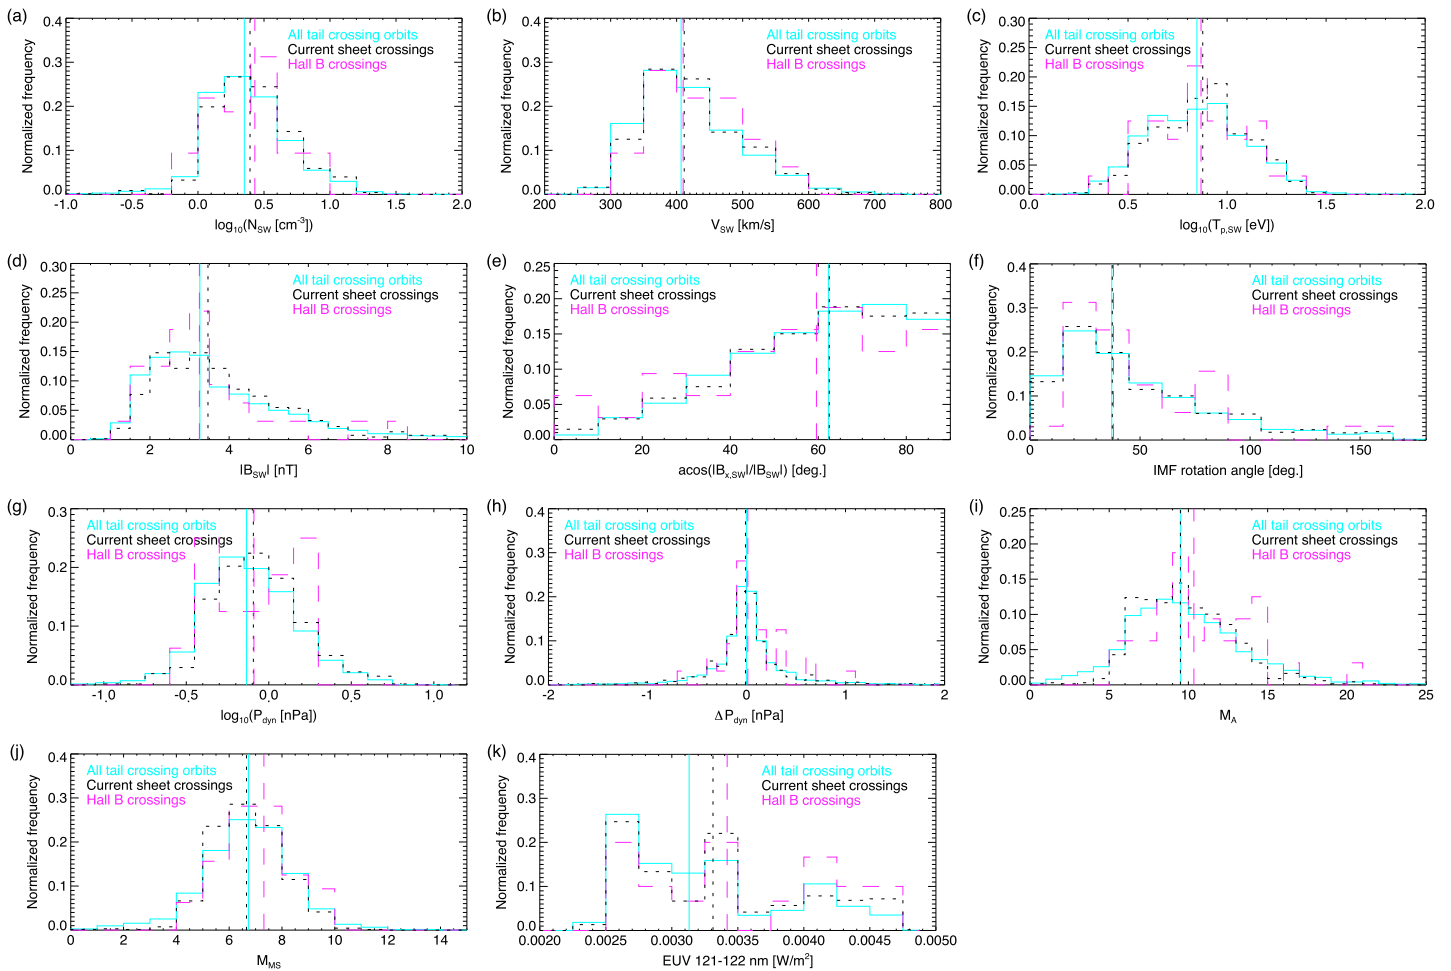 (a)
0.4
0.3
0.2
0.1
0.0
Normalized frequency
All tail crossing orbits
Current sheet crossings
Hall B crossings
-1.0 -0.5 0.0 0.5 1.0 1.5 2.0
log10(NSW [cm-3])
(b)
0.4
0.3
0.2
0.1
0.0
Normalized frequency
All tail crossing orbits
Current sheet crossings
Hall B crossings
200 300 400 500 600 700 800
VSW [km/s]
(c)
0.30
0.25
0.20
0.15
0.10
0.05
0.00
Normalized frequency
All tail crossing orbits
Current sheet crossings
Hall B crossings
0.0 0.5 1.0 1.5 2.0
log10(Tp,SW [eV])
(d)
0.30
0.25
0.20
0.15
0.10
0.05
0.00
Normalized frequency
All tail crossing orbits
Current sheet crossings
Hall B crossings
0 2 4 6 8 10
|BSW| [nT]
(e)
0.25
0.20
0.15
0.10
0.05
0.00
Normalized frequency
All tail crossing orbits
Current sheet crossings
Hall B crossings
0 20 40 60 80
acos(|Bx,SW|/|BSW|) [deg.]
(f)
0.4
0.3
0.2
0.1
0.0
Normalized frequency
All tail crossing orbits
Current sheet crossings
Hall B crossings
0 50 100 150
IMF rotation angle [deg.]
(g)
0.3
0.2
0.1
0.0
Normalized frequency
All tail crossing orbits
Current sheet crossings
Hall B crossings
-1.0 -0.5 0.0 0.5 1.0
log10(Pdyn [nPa])
(h)
0.4
0.3
0.2
0.1
0.0
Normalized frequency
All tail crossing orbits
Current sheet crossings
Hall B crossings
-2 -1 0 1 2
ΔPdyn [nPa]
(i)
0.25
0.20
0.15
0.10
0.05
0.00
Normalized frequency
All tail crossing orbits
Current sheet crossings
Hall B crossings
0 5 10 15 20 25
MA
(j)
0.4
0.3
0.2
0.1
0.0
Normalized frequency
All tail crossing orbits
Current sheet crossings
Hall B crossings
0 2 4 6 8 10 12 14
MMS
(k)
0.4
0.3
0.2
0.1
0.0
Normalized frequency
All tail crossing orbits
Current sheet crossings
Hall B crossings
0.0020 0.0025 0.0030 0.0035 0.0040 0.0045 0.0050
EUV 121-122 nm [W/m2]